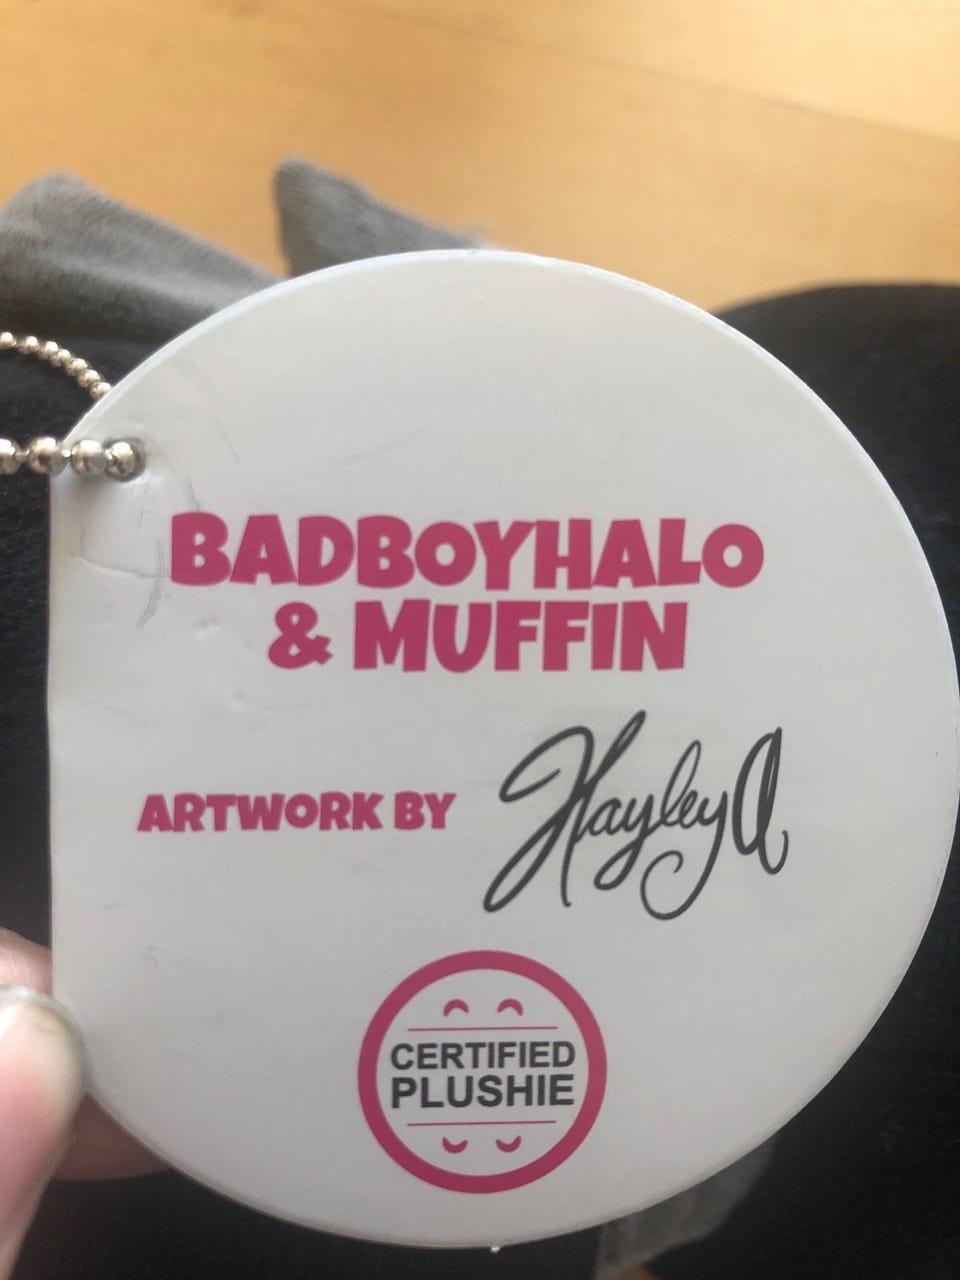 BADBOYHALO
& MUFFIN
ARTWORK BY HayleyA
CERTIFIED
PLUSHIE